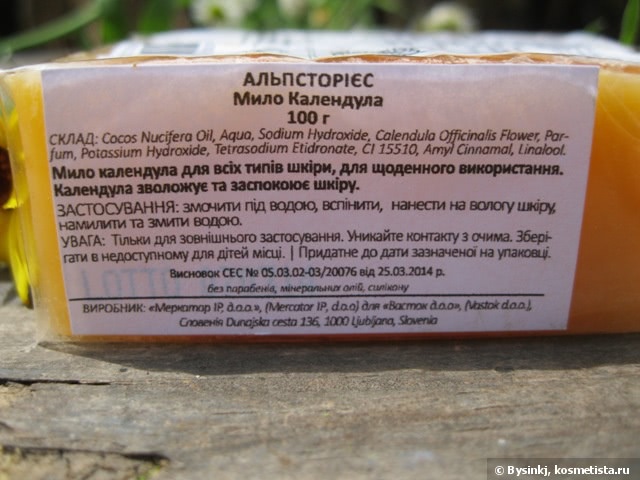 АЛЬПСТОРІЄС
Мило Календула
100 г
СКЛАД: Cocos Nucifera Oil, Aqua, Sodium Hydroxide, Calendula Officinalis Flower, Par-
fum, Potassium Hydroxide, Tetrasodium Etidronate, CI 15510, Amyl Cinnamal, Linalool.
Мило календула для всіх типів шкіри, для щоденного використання.
Календула зволожує та заспокоює шкіру.
ЗАСТОСУВАННЯ: змочити під водою, вспінити, нанести на вологу шкіру,
намилити та змити водою.
УВАГА: Тільки для зовнішнього застосування. Уникайте контакту з очима. Збері-
гати в недоступному для дітей місці. | Придатне до дати зазначеної на упаковці.
Висновок СЕС № 05.03.02-03/20076 від 25.03.2014 р.
без парабенів, мінеральних олій, силікону
ВИРОБНИК: «Меркатор ІР, д.о.о.», (Mercator IP, d.o.o) для «Васток д.о.о», (Vastok d.o.o.),
Словенія Dunajska cesta 136, 1000 Ljubljana, Slovenia
© Bysinkj, kosmetista.ru